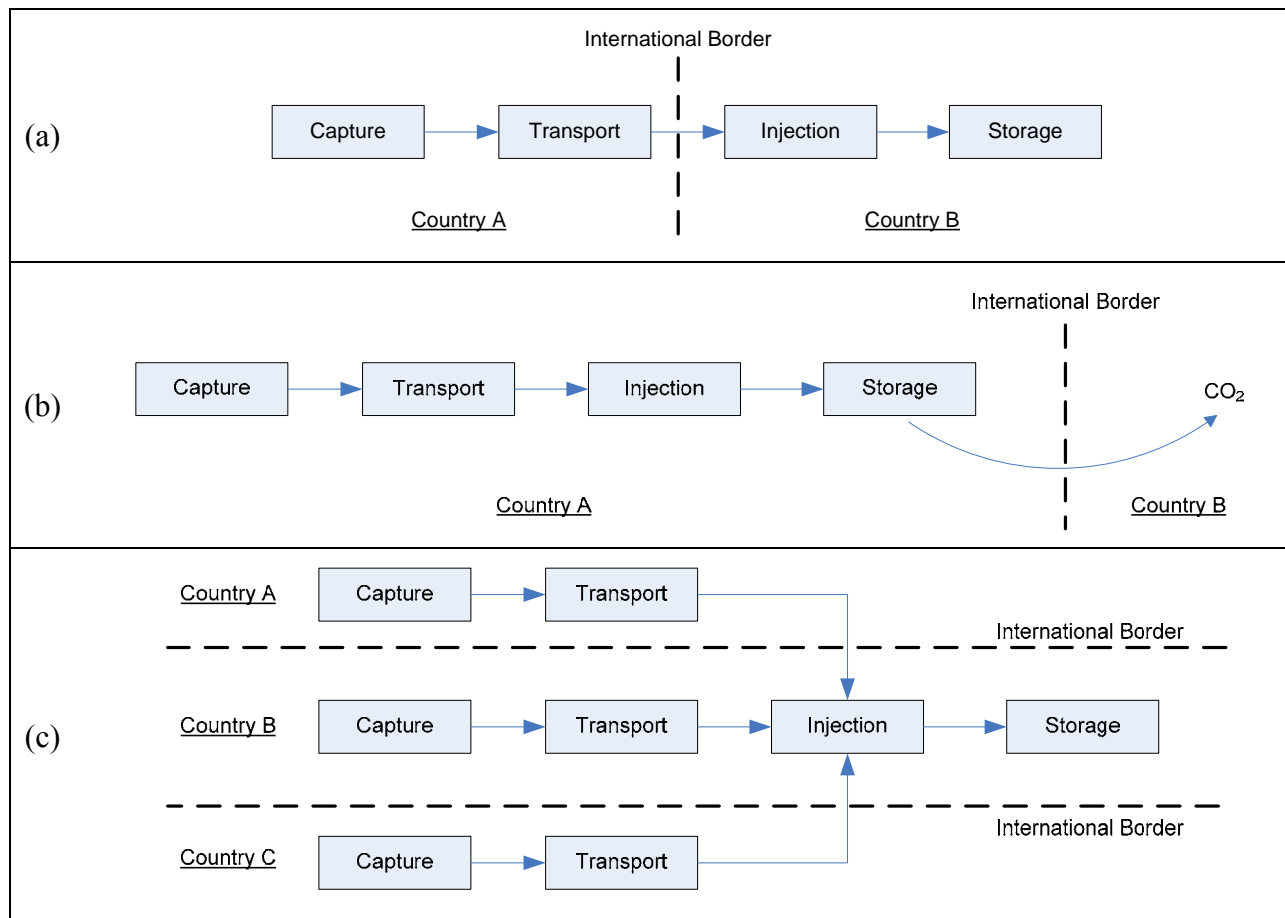 International Border
(a)
Capture
Transport
Injection
Storage
Country A
Country B
International Border
(b)
Capture
Transport
Injection
Storage
CO₂
Country A
Country B
Country A
Capture
Transport
International Border
(c)
Country B
Capture
Transport
Injection
Storage
International Border
Country C
Capture
Transport